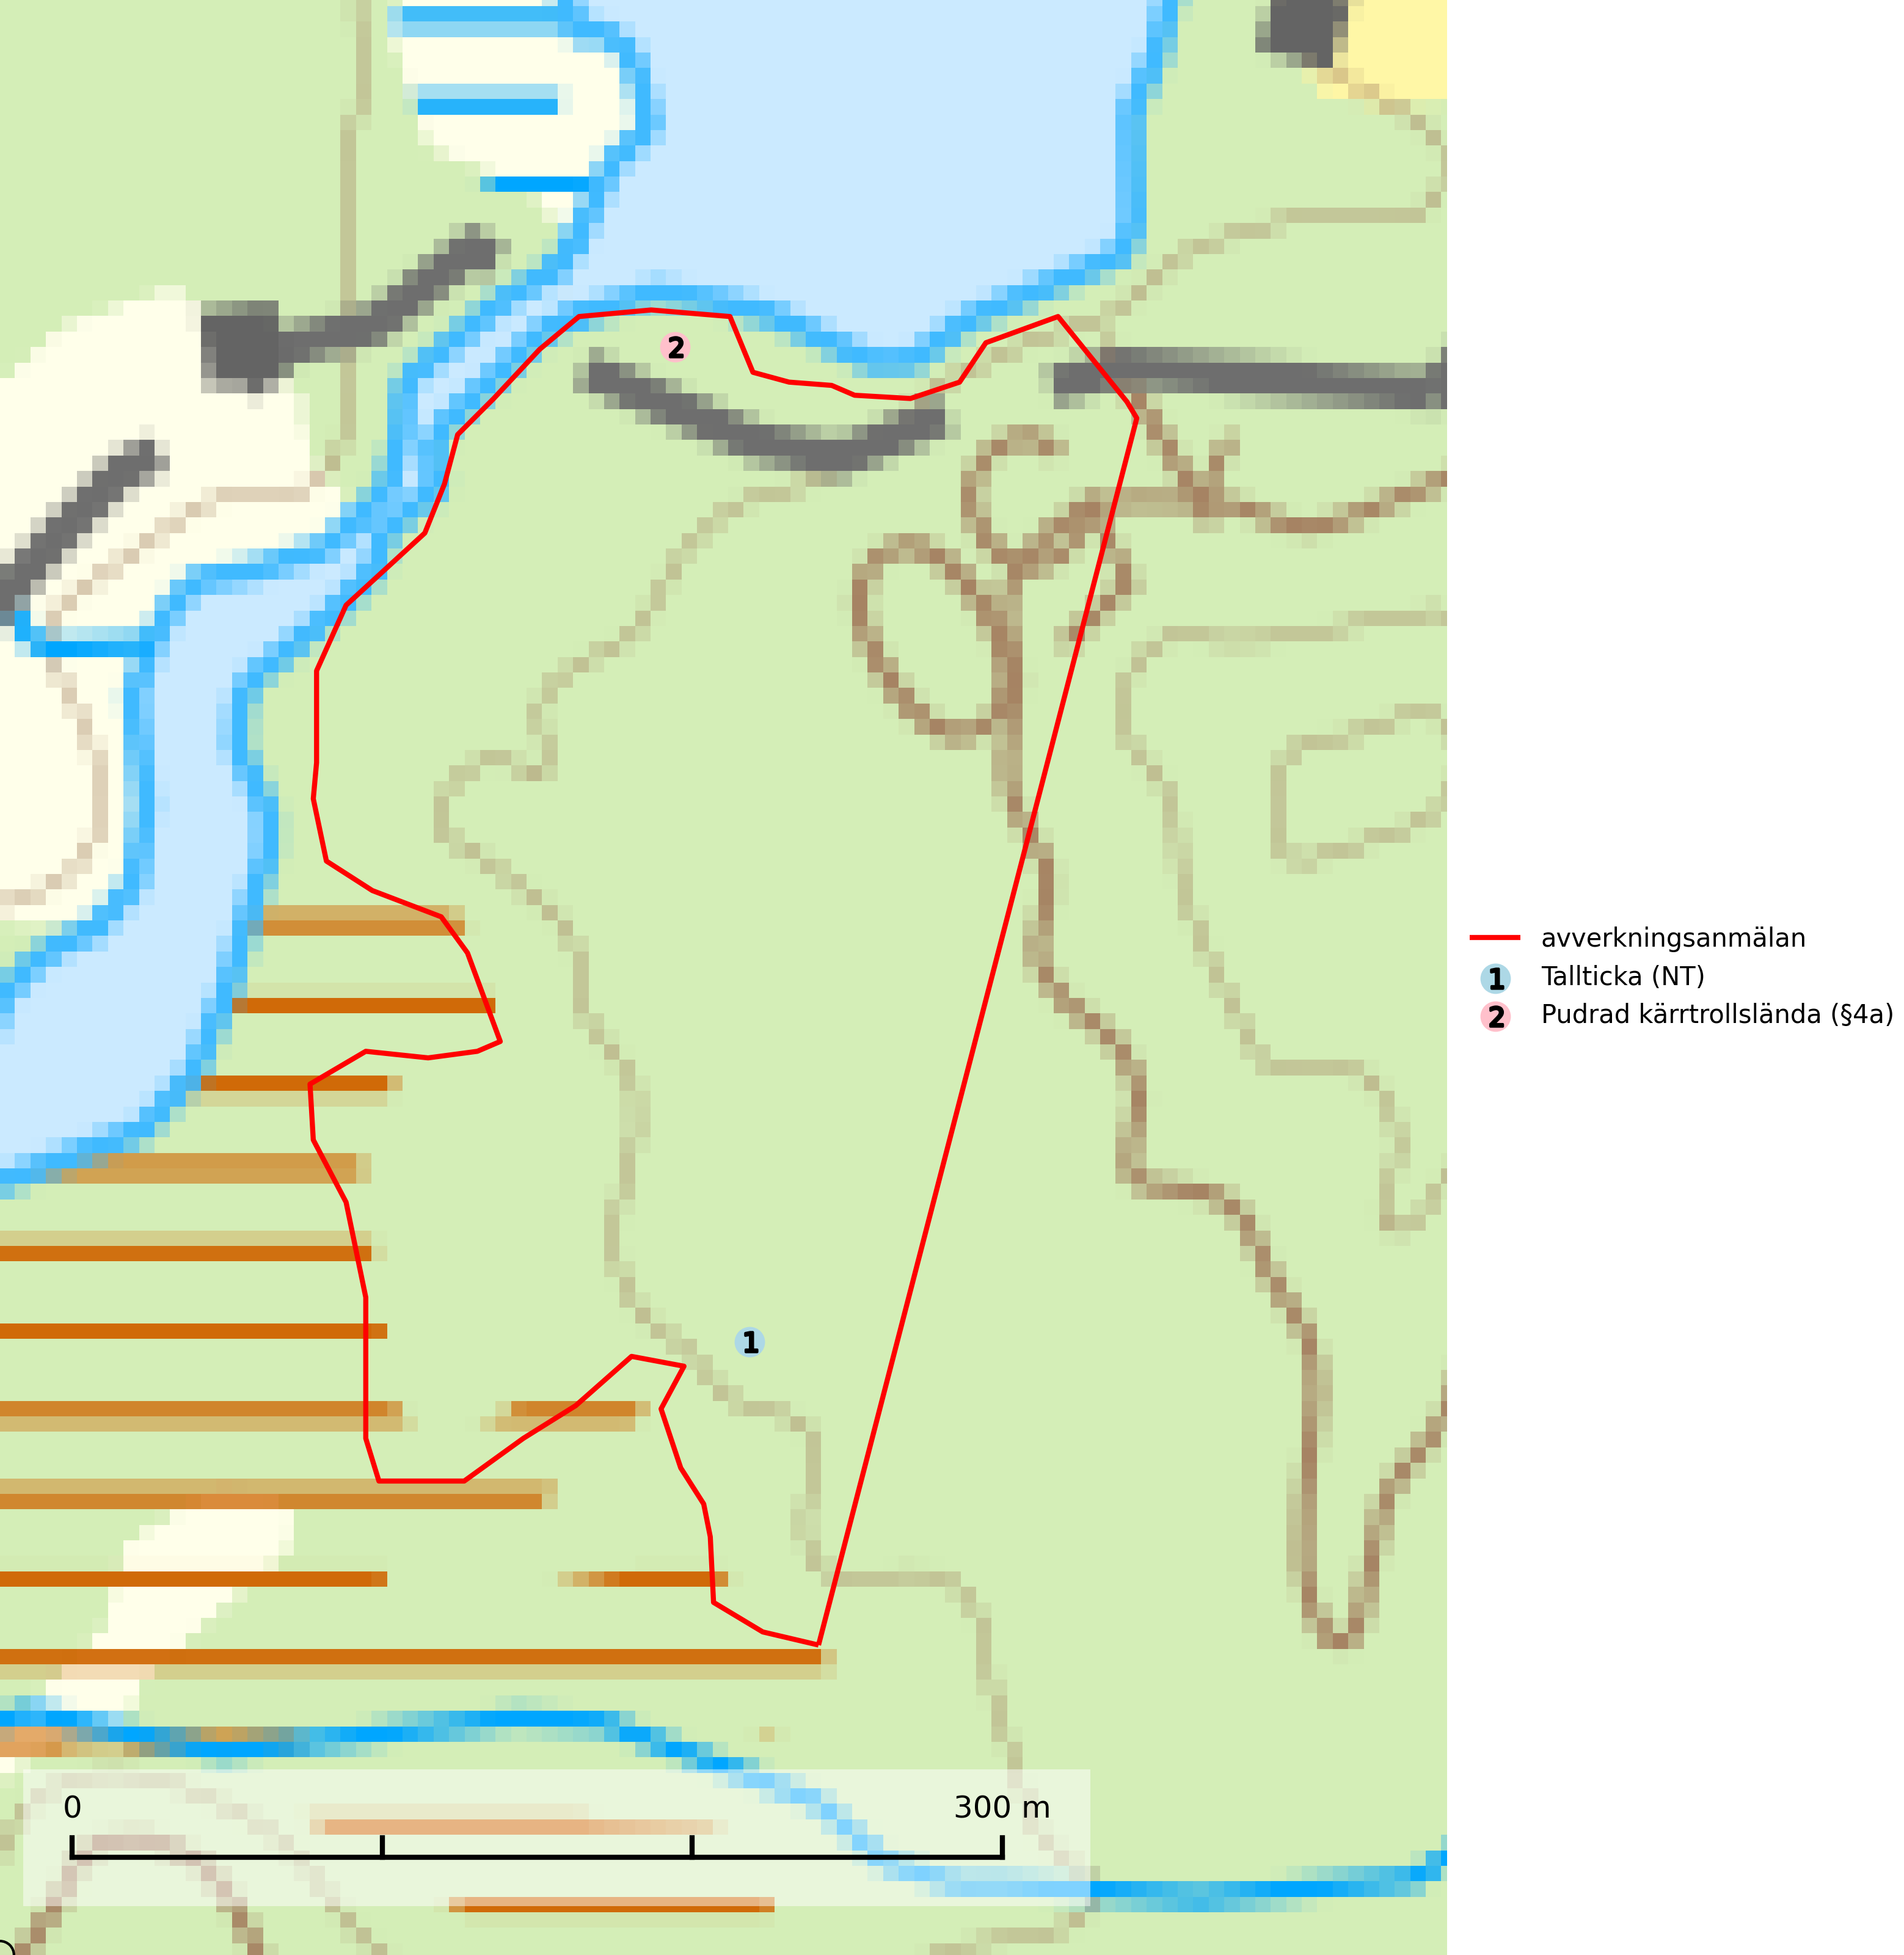 2
avverkningsanmälan
1 Tallticka (NT)
2 Pudrad kärrtrollslända (§4a)
1
0 300 m